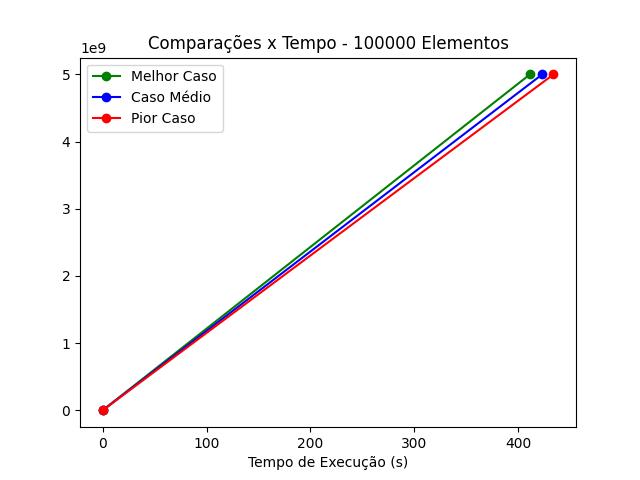 Comparações x Tempo - 100000 Elementos
1e9
Melhor Caso
Caso Médio
Pior Caso
5
4
3
2
1
0
0 100 200 300 400
Tempo de Execução (s)